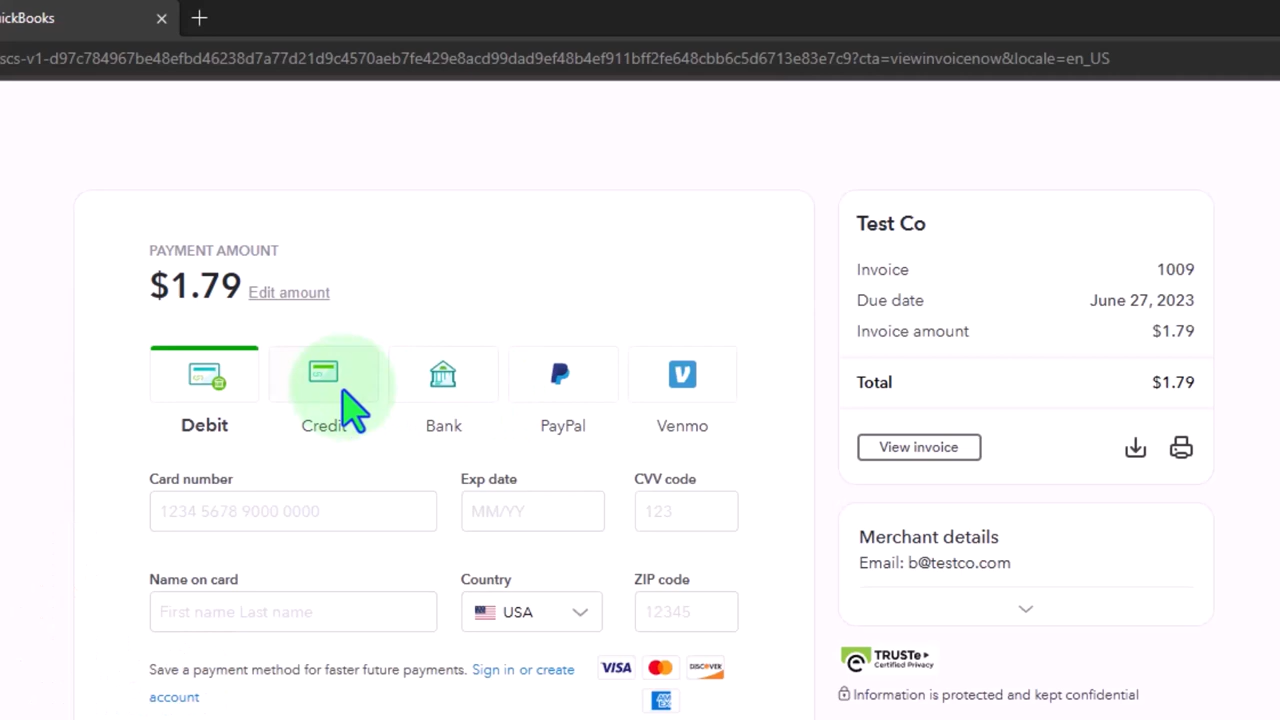 ickBooks
scs-v1-d97c784967be48efbd46238d7a77d21d9c4570aeb7fe429e8acd99dad9ef48b4ef911bff2fe648cbb6c5d6713e83e7c9?cta=viewinvoicenow&locale=en_US
PAYMENT AMOUNT
$1.79 Edit amount
Debit Credit Bank PayPal Venmo
Card number Exp date CVV code
1234 5678 9000 0000 MM/YY 123
Name on card Country ZIP code
First name Last name USA 12345
Save a payment method for faster future payments. Sign in or create
account
VISA DISCOVER
AM EX
Test Co
Invoice 1009
Due date June 27, 2023
Invoice amount $1.79
Total $1.79
View invoice
Merchant details
Email: b@testco.com
TRUSTe
Certified Privacy
Information is protected and kept confidential